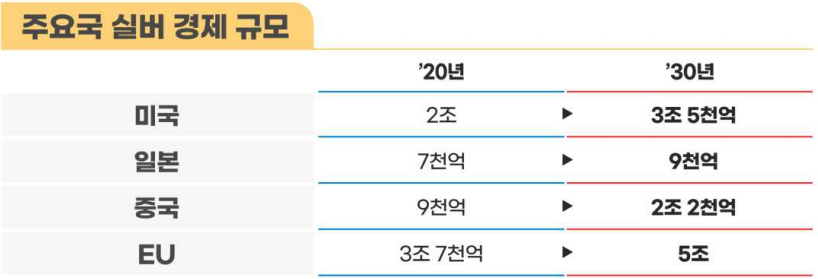 주요국 실버 경제 규모
’20년 ’30년
미국 2조 ▶ 3조 5천억
일본 7천억 ▶ 9천억
중국 9천억 ▶ 2조 2천억
EU 3조 7천억 ▶ 5조